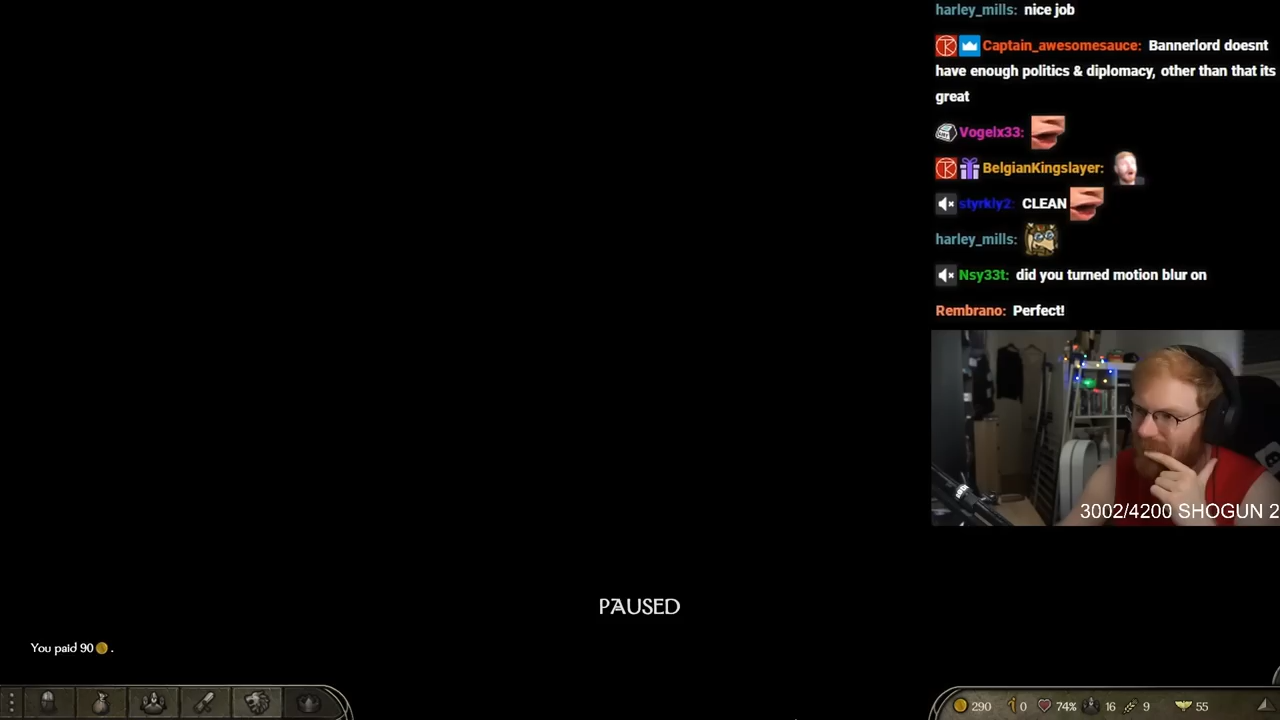 harley_mills: nice job
Captain_awesomesauce: Bannerlord doesnt
have enough politics & diplomacy, other than that its
great
Vogelx33:
BelgianKingslayer:
styrkly2: CLEAN
harley_mills:
Nsy33t: did you turned motion blur on
Rembrano: Perfect!
3002/4200 SHOGUN 2
PAUSED
You paid 90 .
290 0 74% 16 9 55